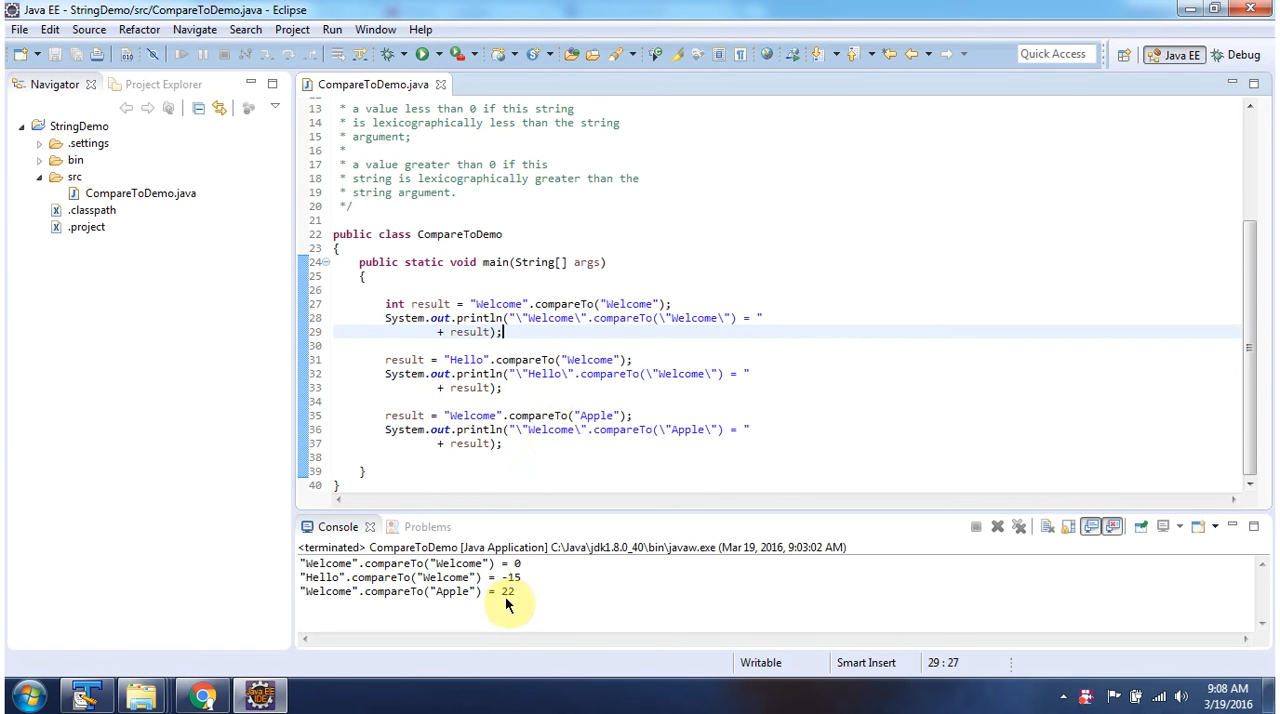 Java EE - StringDemo/src/CompareToDemo.java - Eclipse
File Edit Source Refactor Navigate Search Project Run Window Help
Quick Access
Java EE
Debug
Navigator
Project Explorer
StringDemo
.settings
bin
src
CompareToDemo.java
.classpath
.project
CompareToDemo.java
13 * a value less than 0 if this string
14 * is lexicographically less than the string
15 * argument;
16 *
17 * a value greater than 0 if this
18 * string is lexicographically greater than the
19 * string argument.
20 */
21
22 public class CompareToDemo
23 {
24 public static void main(String[] args)
25 {
26
27 int result = "Welcome".compareTo("Welcome");
28 System.out.println("\"Welcome\".compareTo(\"Welcome\") = "
29 + result);
30
31 result = "Hello".compareTo("Welcome");
32 System.out.println("\"Hello\".compareTo(\"Welcome\") = "
33 + result);
34
35 result = "Welcome".compareTo("Apple");
36 System.out.println("\"Welcome\".compareTo(\"Apple\") = "
37 + result);
38
39 }
40 }
Console
Problems
<terminated> CompareToDemo [Java Application] C:\Java\jdk1.8.0_40\bin\javaw.exe (Mar 19, 2016, 9:03:02 AM)
"Welcome".compareTo("Welcome") = 0
"Hello".compareTo("Welcome") = -15
"Welcome".compareTo("Apple") = 22
Writable
Smart Insert
29 : 27
Java EE
IDE
9:08 AM
3/19/2016